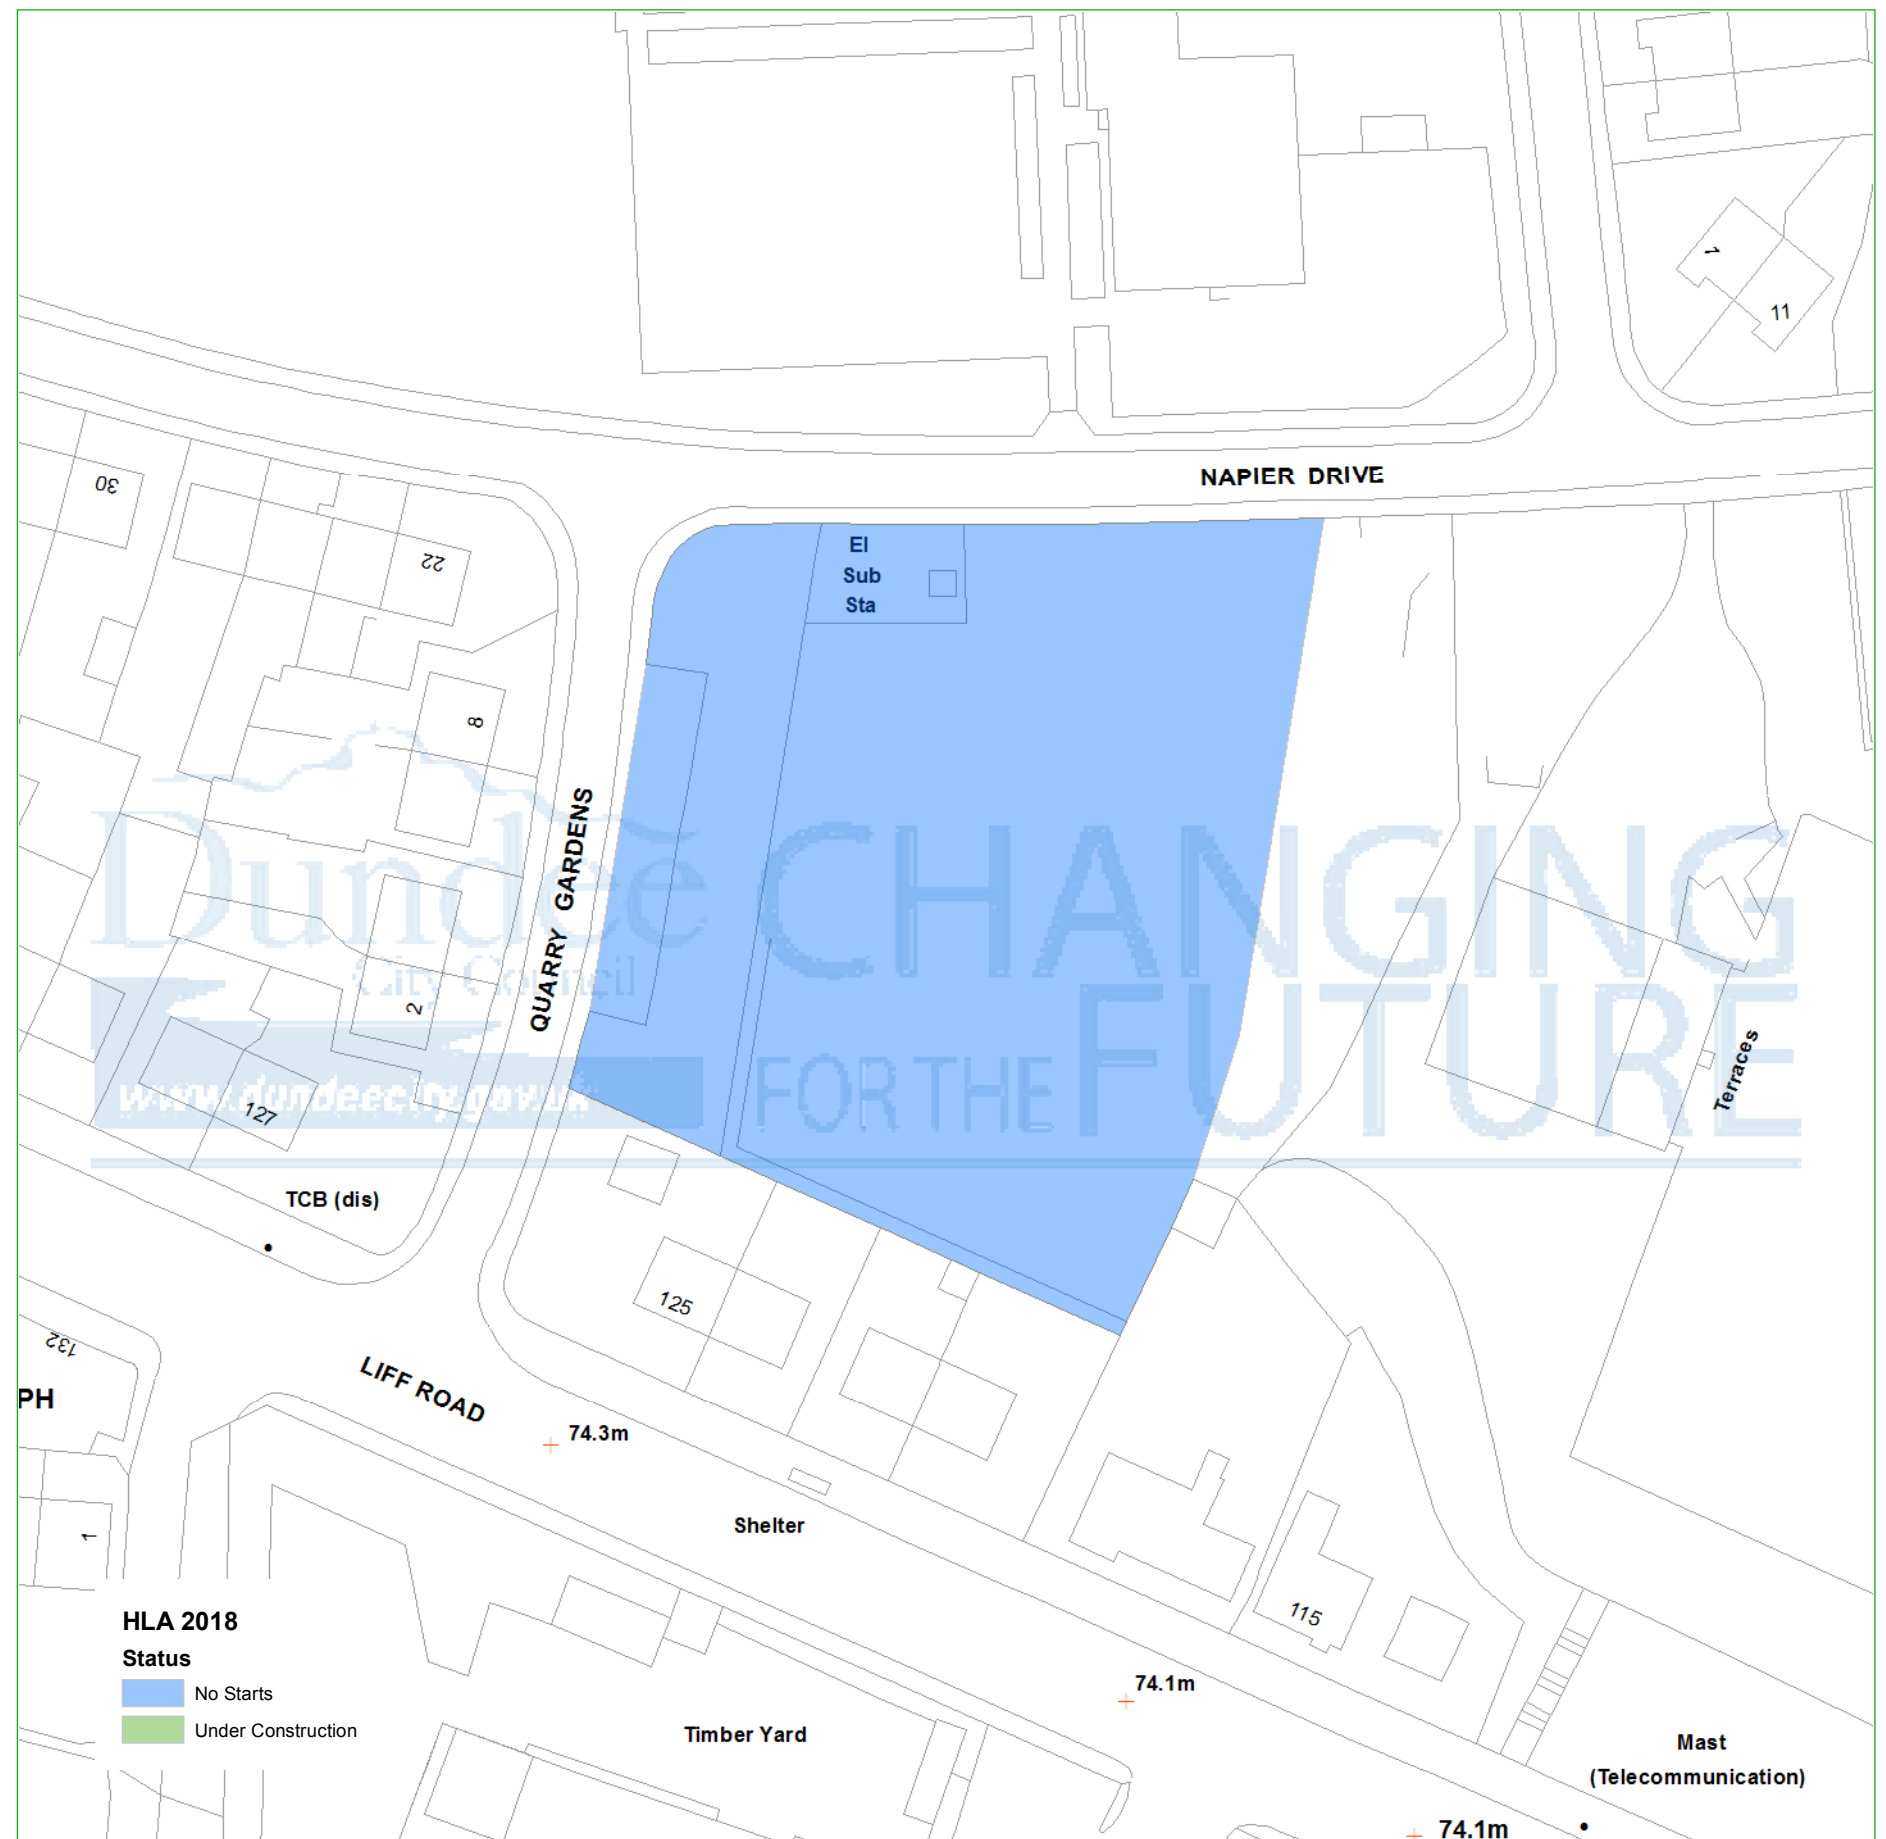 1
11
NAPIER DRIVE
30
22
El
Sub
Sta
8
QUARRY GARDENS
Dundee
City Council
www.dundeecity.gov.uk
CHANGING
FOR THE FUTURE
2
127
Terraces
TCB (dis)
125
132
PH
LIFF ROAD
74.3m
Shelter
1
115
HLA 2018
Status
No Starts
Under Construction
74.1m
Timber Yard
Mast
(Telecommunication)
74.1m